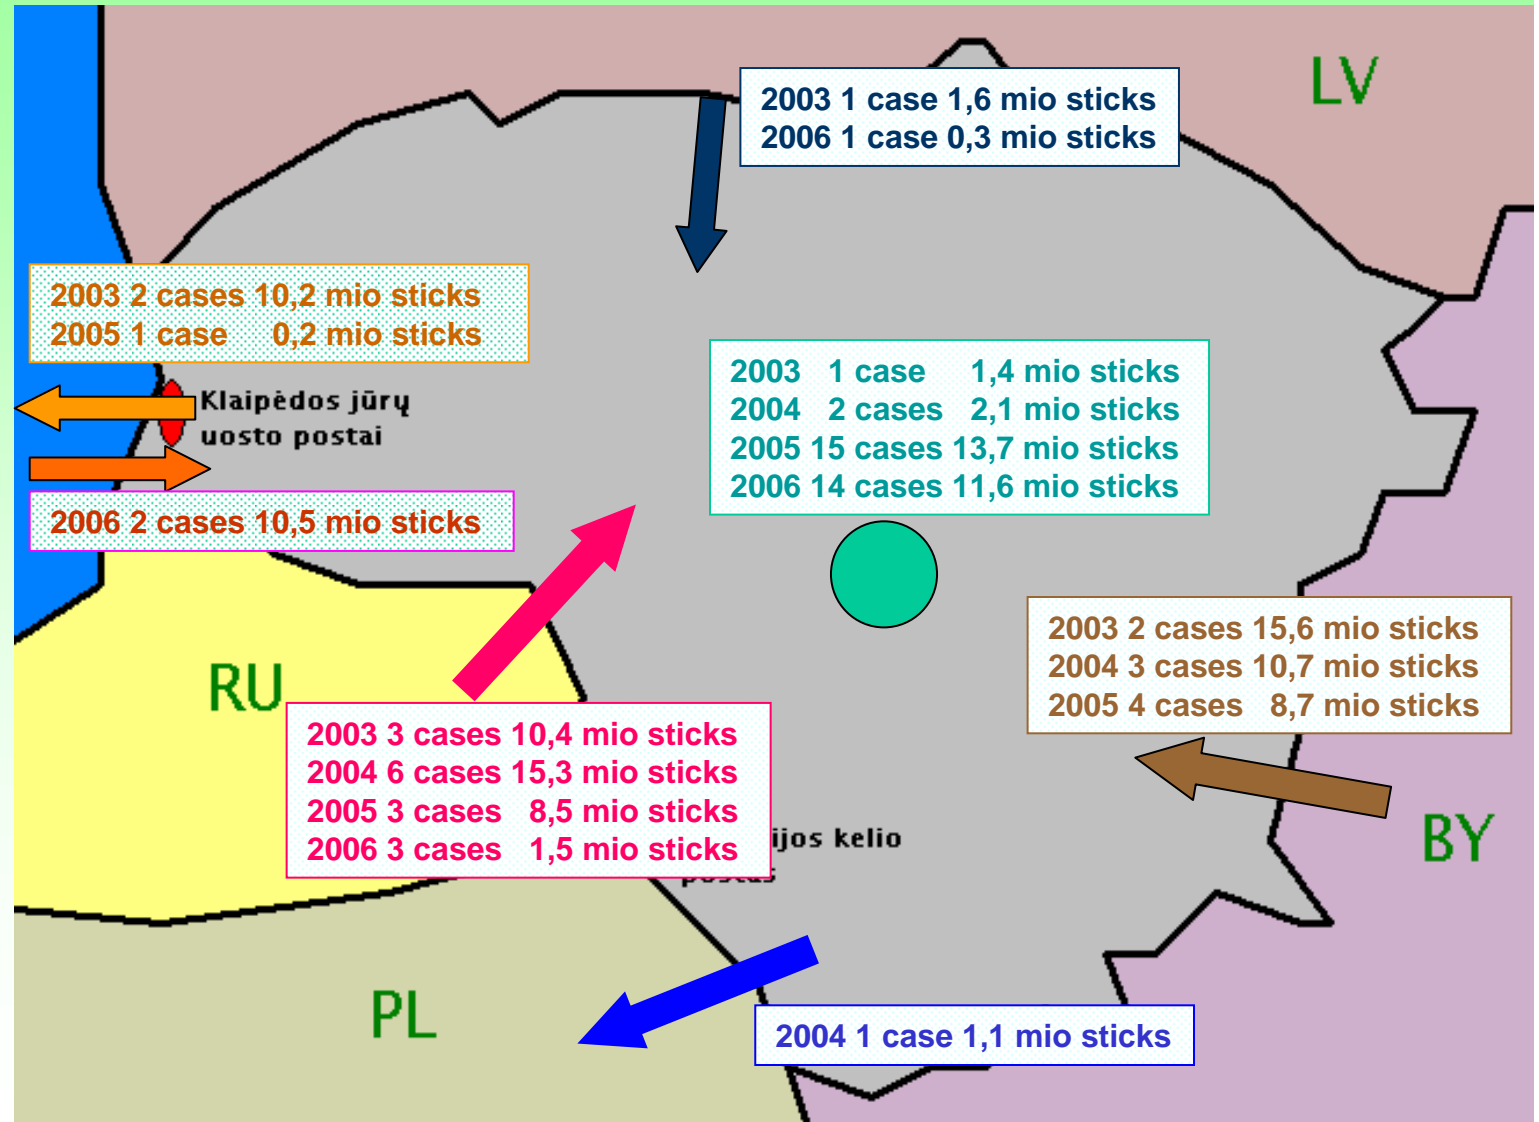 LV
2003 1 case 1,6 mio sticks
2006 1 case 0,3 mio sticks
2003 2 cases 10,2 mio sticks
2005 1 case 0,2 mio sticks
Klaipėdos jūrų
uosto postai
2006 2 cases 10,5 mio sticks
2003 1 case 1,4 mio sticks
2004 2 cases 2,1 mio sticks
2005 15 cases 13,7 mio sticks
2006 14 cases 11,6 mio sticks
2003 2 cases 15,6 mio sticks
2004 3 cases 10,7 mio sticks
2005 4 cases 8,7 mio sticks
RU
2003 3 cases 10,4 mio sticks
2004 6 cases 15,3 mio sticks
2005 3 cases 8,5 mio sticks
2006 3 cases 1,5 mio sticks
ijos kelio
BY
PL
2004 1 case 1,1 mio sticks